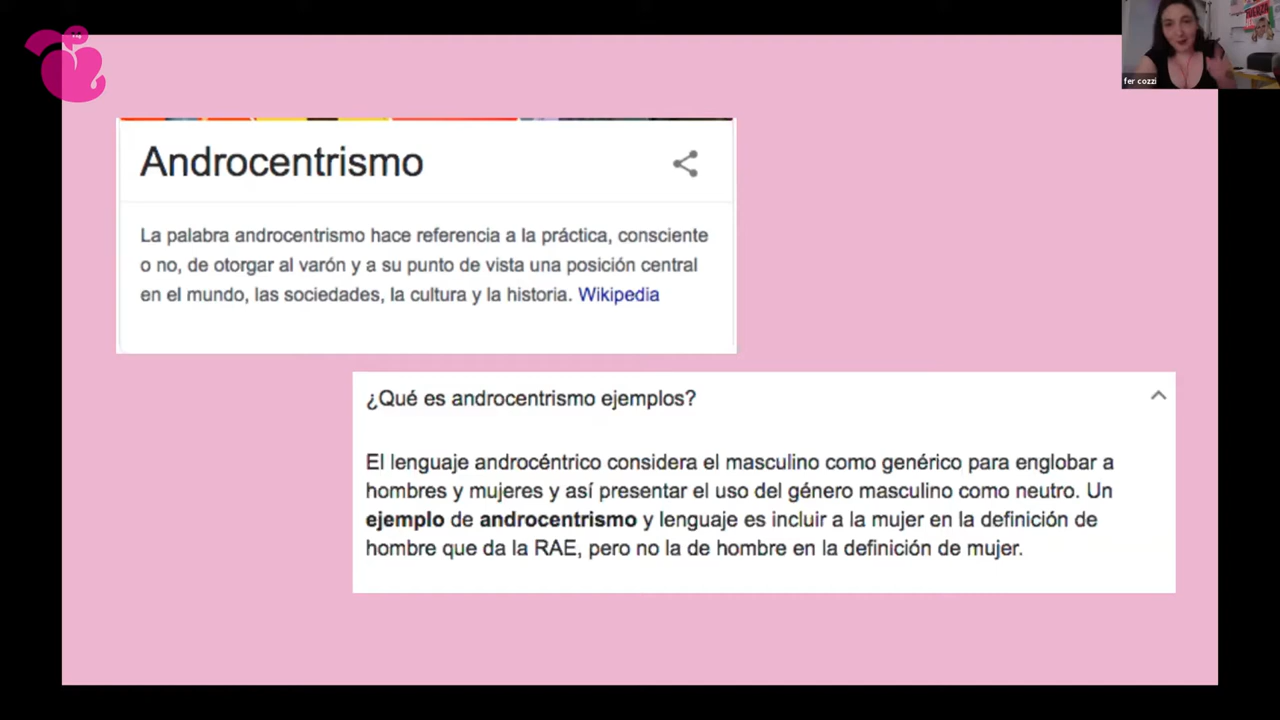 fer cozzi
Androcentrismo
La palabra androcentrismo hace referencia a la práctica, consciente
o no, de otorgar al varón y a su punto de vista una posición central
en el mundo, las sociedades, la cultura y la historia. Wikipedia
¿Qué es androcentrismo ejemplos?
El lenguaje androcéntrico considera el masculino como genérico para englobar a
hombres y mujeres y así presentar el uso del género masculino como neutro. Un
ejemplo de androcentrismo y lenguaje es incluir a la mujer en la definición de
hombre que da la RAE, pero no la de hombre en la definición de mujer.